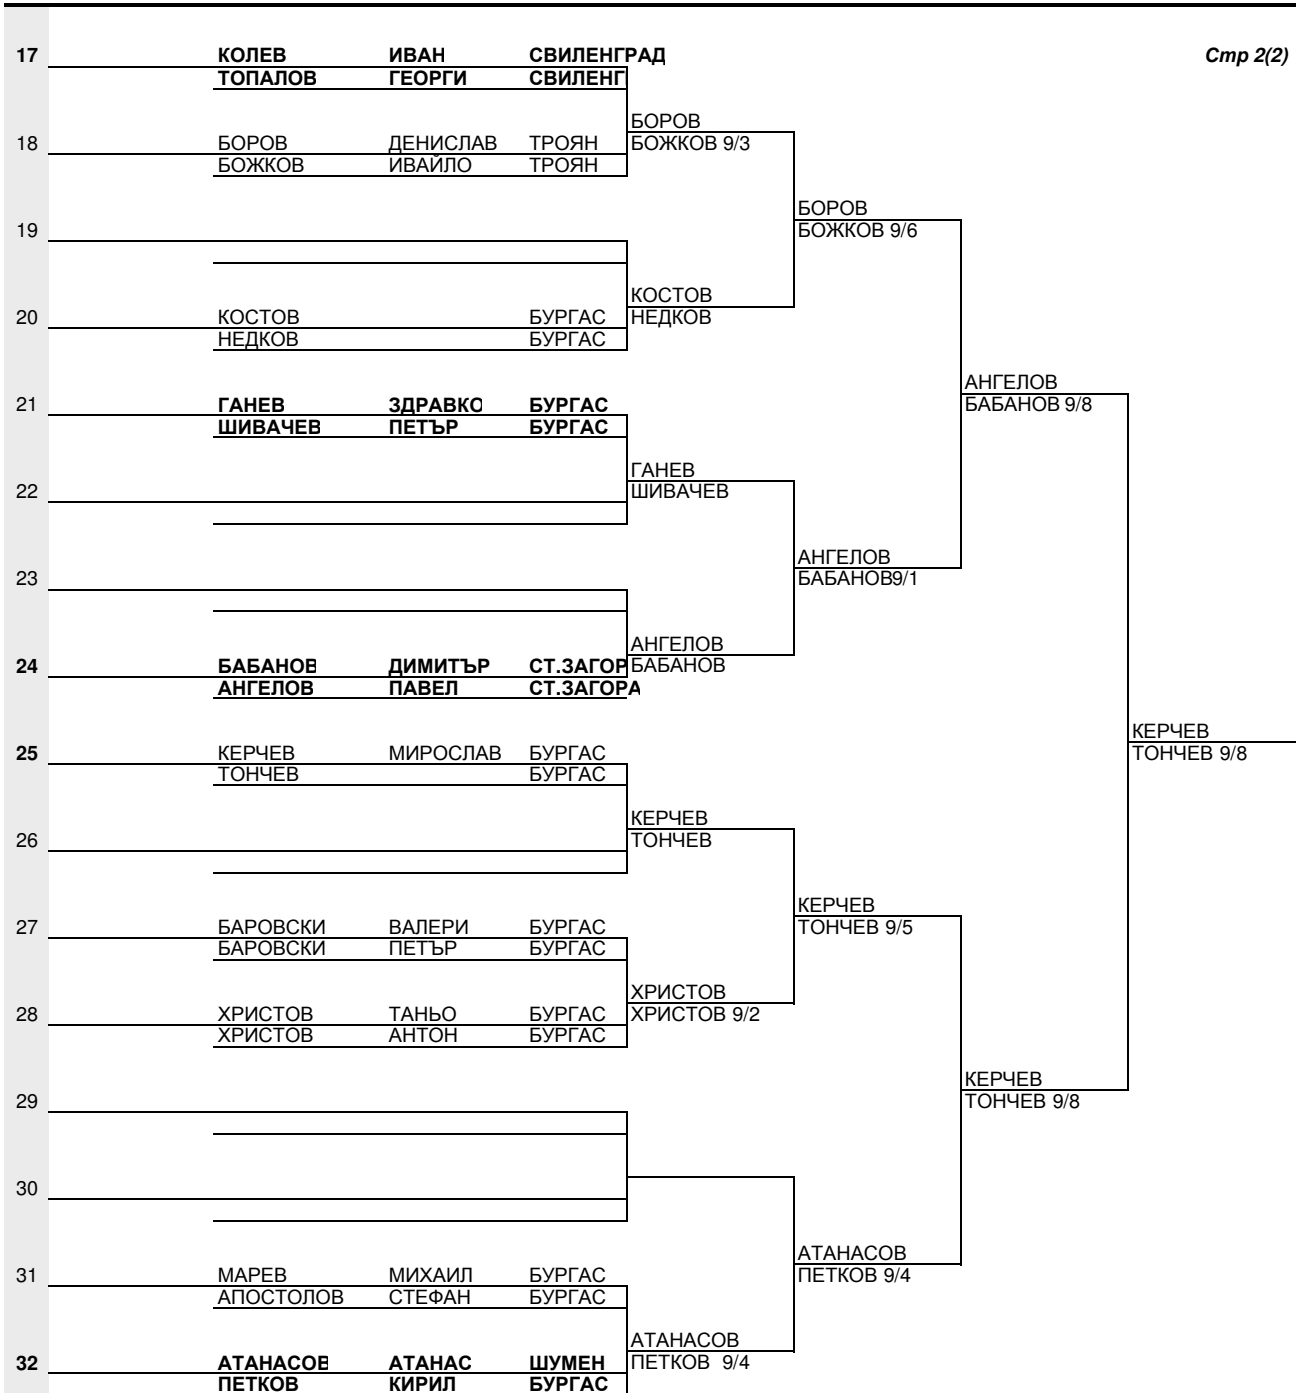 17 КОЛЕВ ИВАН СВИЛЕНГРАД Стр 2(2)
ТОПАЛОВ ГЕОРГИ СВИЛЕНГ
БОРОВ
18 БОРОВ ДЕНИСЛАВ ТРОЯН БОЖКОВ 9/3
БОЖКОВ ИВАЙЛО ТРОЯН
БОРОВ
19 БОЖКОВ 9/6
КОСТОВ
20 КОСТОВ БУРГАС НЕДКОВ
НЕДКОВ БУРГАС
АНГЕЛОВ
21 ГАНЕВ ЗДРАВКО БУРГАС БАБАНОВ 9/8
ШИВАЧЕВ ПЕТЪР БУРГАС
ГАНЕВ
22 ШИВАЧЕВ
АНГЕЛОВ
23 БАБАНОВ9/1
АНГЕЛОВ
24 БАБАНОВ ДИМИТЪР СТ.ЗАГОР БАБАНОВ
АНГЕЛОВ ПАВЕЛ СТ.ЗАГОРА
КЕРЧЕВ
25 КЕРЧЕВ МИРОСЛАВ БУРГАС ТОНЧЕВ 9/8
ТОНЧЕВ БУРГАС
КЕРЧЕВ
26 ТОНЧЕВ
КЕРЧЕВ
27 БАРОВСКИ ВАЛЕРИ БУРГАС ТОНЧЕВ 9/5
БАРОВСКИ ПЕТЪР БУРГАС
ХРИСТОВ
28 ХРИСТОВ ТАНЬО БУРГАС ХРИСТОВ 9/2
ХРИСТОВ АНТОН БУРГАС
КЕРЧЕВ
29 ТОНЧЕВ 9/8
30
АТАНАСОВ
31 МАРЕВ МИХАИЛ БУРГАС ПЕТКОВ 9/4
АПОСТОЛОВ СТЕФАН БУРГАС
АТАНАСОВ
32 АТАНАСОВ АТАНАС ШУМЕН ПЕТКОВ 9/4
ПЕТКОВ КИРИЛ БУРГАС